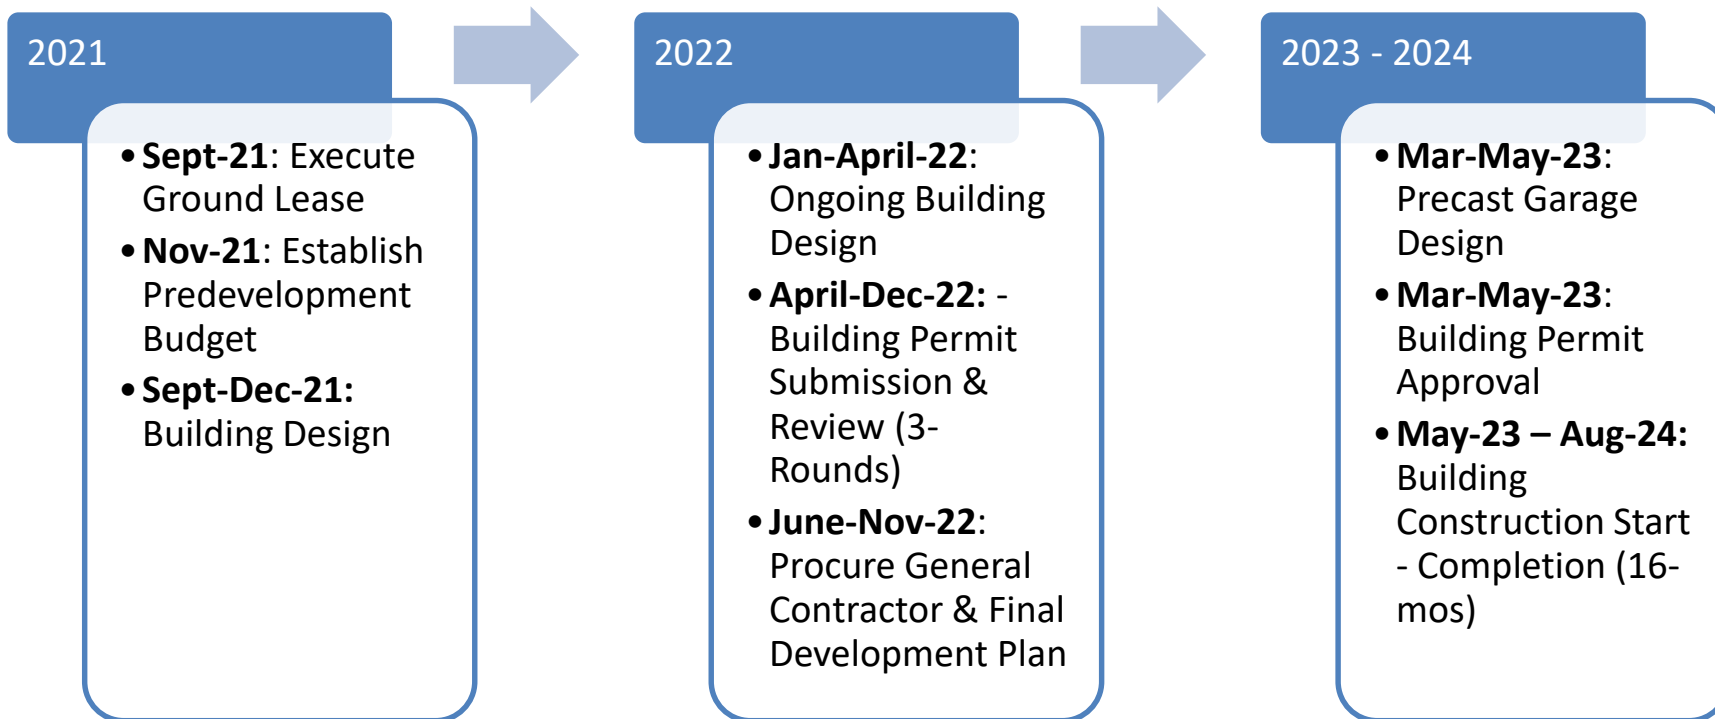 2021
• Sept-21: Execute
Ground Lease
• Nov-21: Establish
Predevelopment
Budget
• Sept-Dec-21:
Building Design
2022
• Jan-April-22:
Ongoing Building
Design
• April-Dec-22: -
Building Permit
Submission &
Review (3-
Rounds)
• June-Nov-22:
Procure General
Contractor & Final
Development Plan
2023 - 2024
• Mar-May-23:
Precast Garage
Design
• Mar-May-23:
Building Permit
Approval
• May-23 – Aug-24:
Building
Construction Start
- Completion (16-
mos)